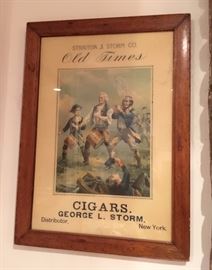 STRAITON & STORM CO.
Old Times
CIGARS.
GEORGE L. STORM,
Distributor, New York.